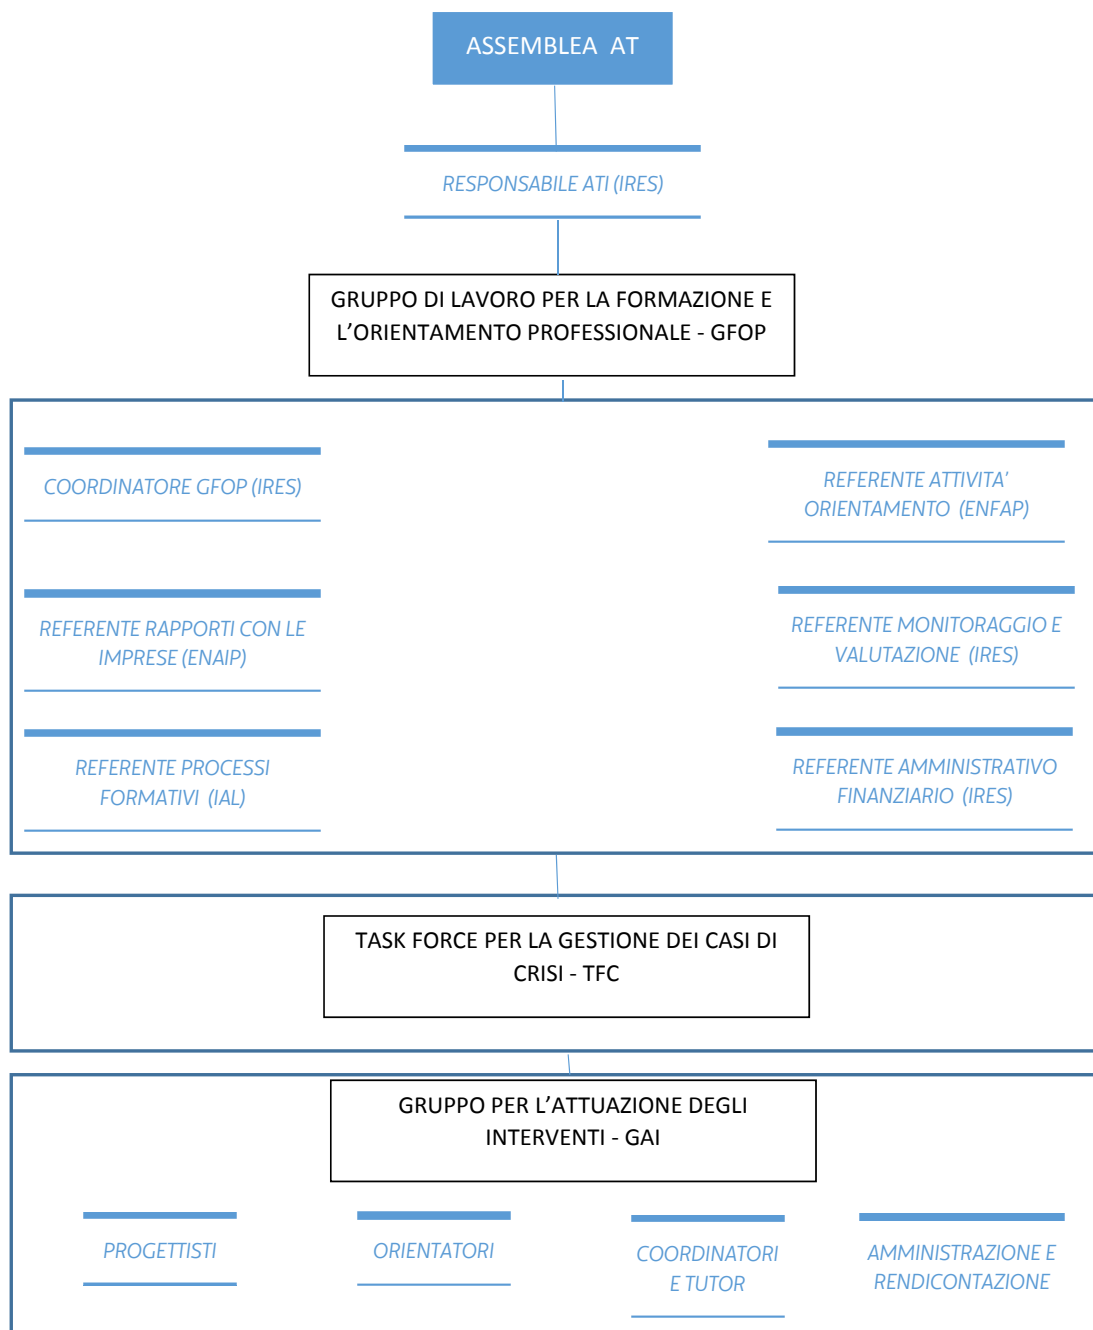 ASSEMBLEA AT
RESPONSABILE ATI (IRES)
GRUPPO DI LAVORO PER LA FORMAZIONE E
L’ORIENTAMENTO PROFESSIONALE - GFOP
COORDINATORE GFOP (IRES)
REFERENTE ATTIVITA’
ORIENTAMENTO (ENFAP)
REFERENTE RAPPORTI CON LE
IMPRESE (ENAIP)
REFERENTE MONITORAGGIO E
VALUTAZIONE (IRES)
REFERENTE PROCESSI
FORMATIVI (IAL)
REFERENTE AMMINISTRATIVO
FINANZIARIO (IRES)
TASK FORCE PER LA GESTIONE DEI CASI DI
CRISI - TFC
GRUPPO PER L’ATTUAZIONE DEGLI
INTERVENTI - GAI
PROGETTISTI
ORIENTATORI
COORDINATORI
E TUTOR
AMMINISTRAZIONE E
RENDICONTAZIONE